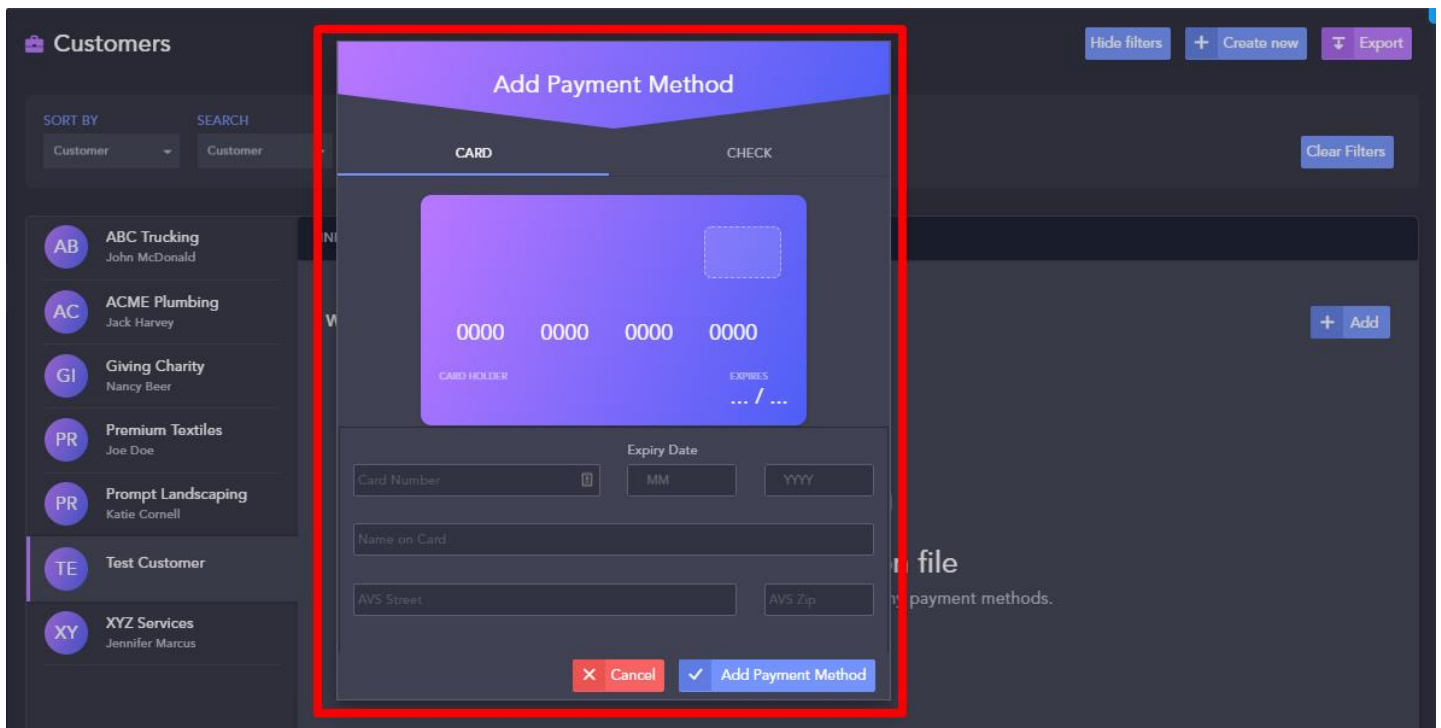 Customers
Hide filters
+ Create new
Export
SORT BY
SEARCH
Customer
Customer
Clear Filters
AB
ABC Trucking
John McDonald
AC
ACME Plumbing
Jack Harvey
GI
Giving Charity
Nancy Beer
PR
Premium Textiles
Joe Doe
PR
Prompt Landscaping
Katie Cornell
TE
Test Customer
XY
XYZ Services
Jennifer Marcus
+ Add
file
payment methods.
Add Payment Method
CARD
CHECK
0000 0000 0000 0000
CARD HOLDER
EXPIRES
... / ...
Expiry Date
Card Number
MM
YYYY
Name on Card
AVS Street
AVS Zip
Cancel
Add Payment Method